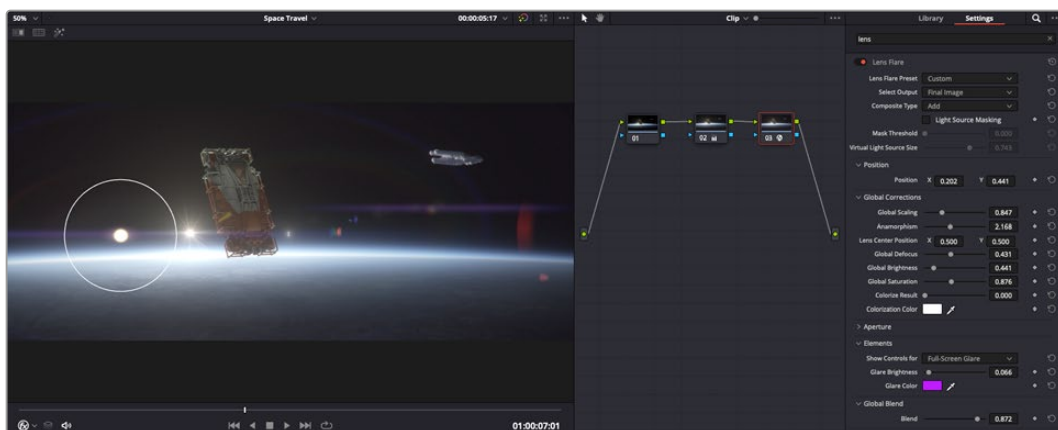 50%
Space Travel
00:00:05:17
Clip
Library
Settings
lens
Lens Flare
Lens Flare Preset Custom
Select Output Final Image
Composite Type Add
Light Source Masking
Mask Threshold 0.000
Virtual Light Source Size 0.743
Position
Position X 0.202 Y 0.441
Global Corrections
Global Scaling 0.847
Anamorphism 2.168
Lens Center Position X 0.500 Y 0.500
Global Defocus 0.431
Global Brightness 0.441
Global Saturation 0.876
Colorize Result 0.000
Colorization Color
Aperture
Elements
Show Controls for Full-Screen Glare
Glare Brightness 0.066
Glare Color
Global Blend
Blend 0.872
01
02
03
01:00:07:01